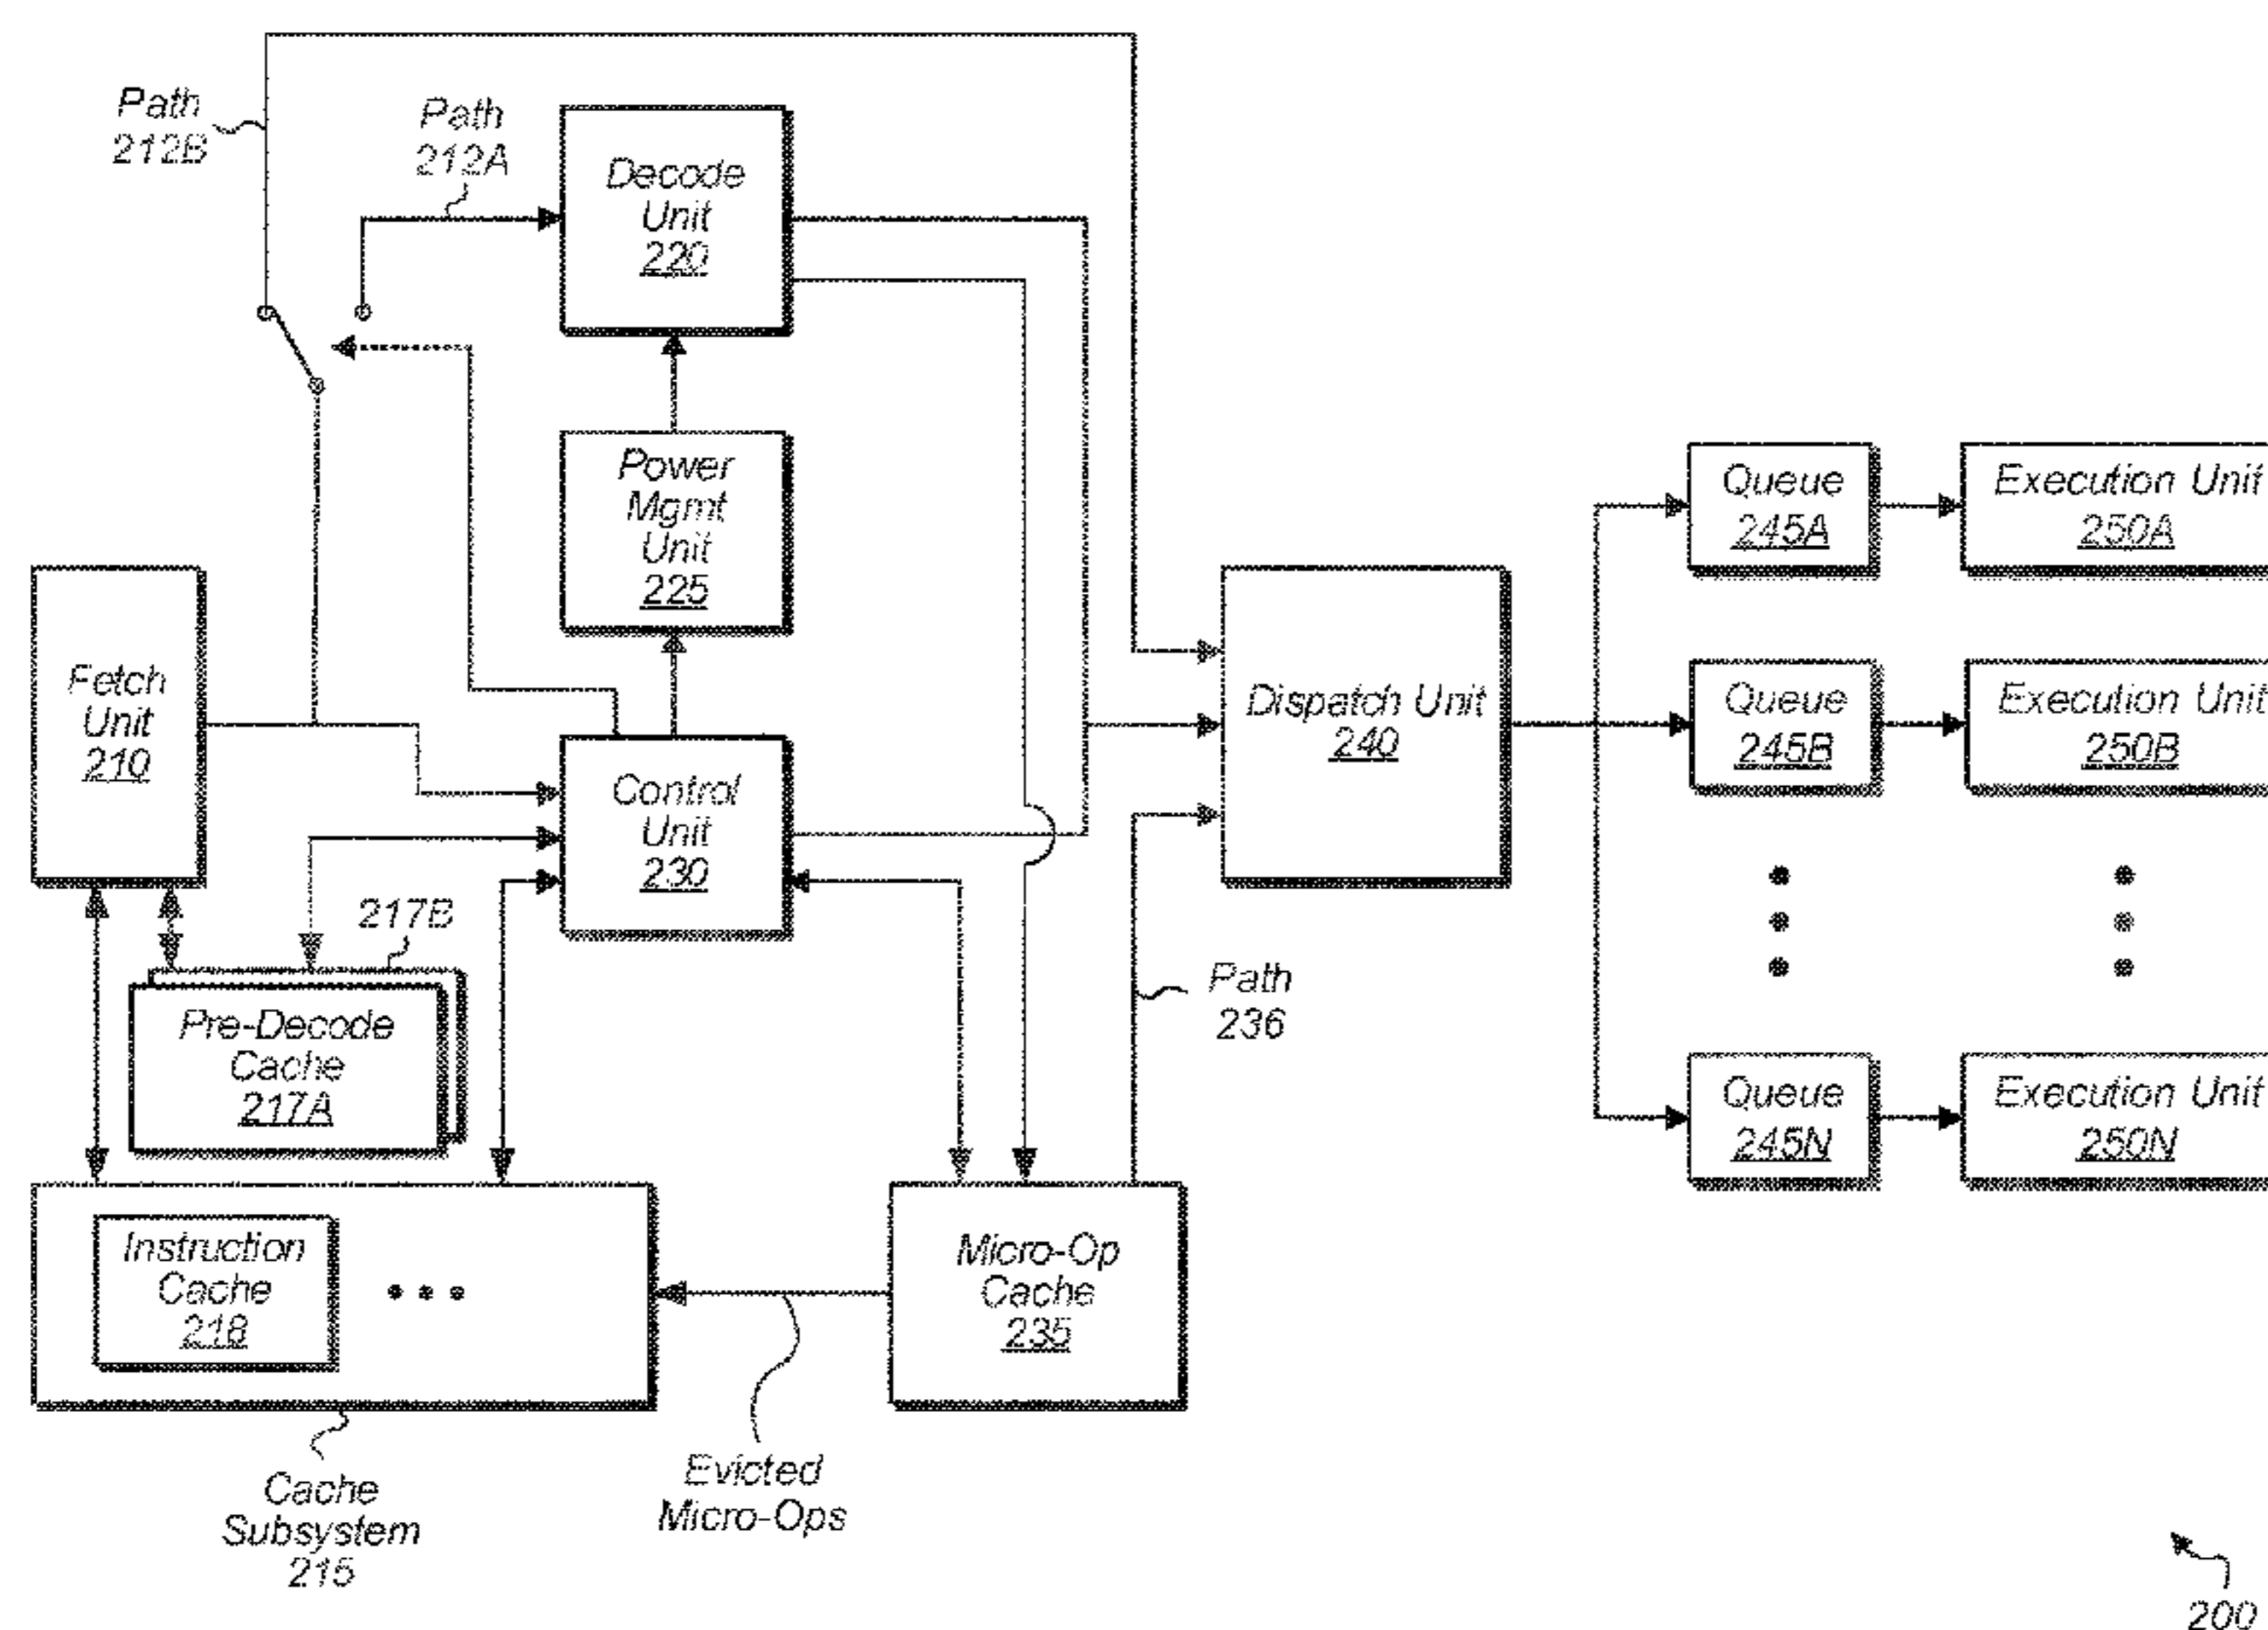 Path
212B
Path
212A
Decode
Unit
220
Power
Mgmt
Unit
225
Fetch
Unit
210
Control
Unit
230
217B
Pre-Decode
Cache
217A
Instruction
Cache
218
Cache
Subsystem
215
Evicted
Micro-Ops
Micro-Op
Cache
235
Path
236
Dispatch Unit
240
Queue
245A
Execution Unit
250A
Queue
245B
Execution Unit
250B
Queue
245N
Execution Unit
250N
200